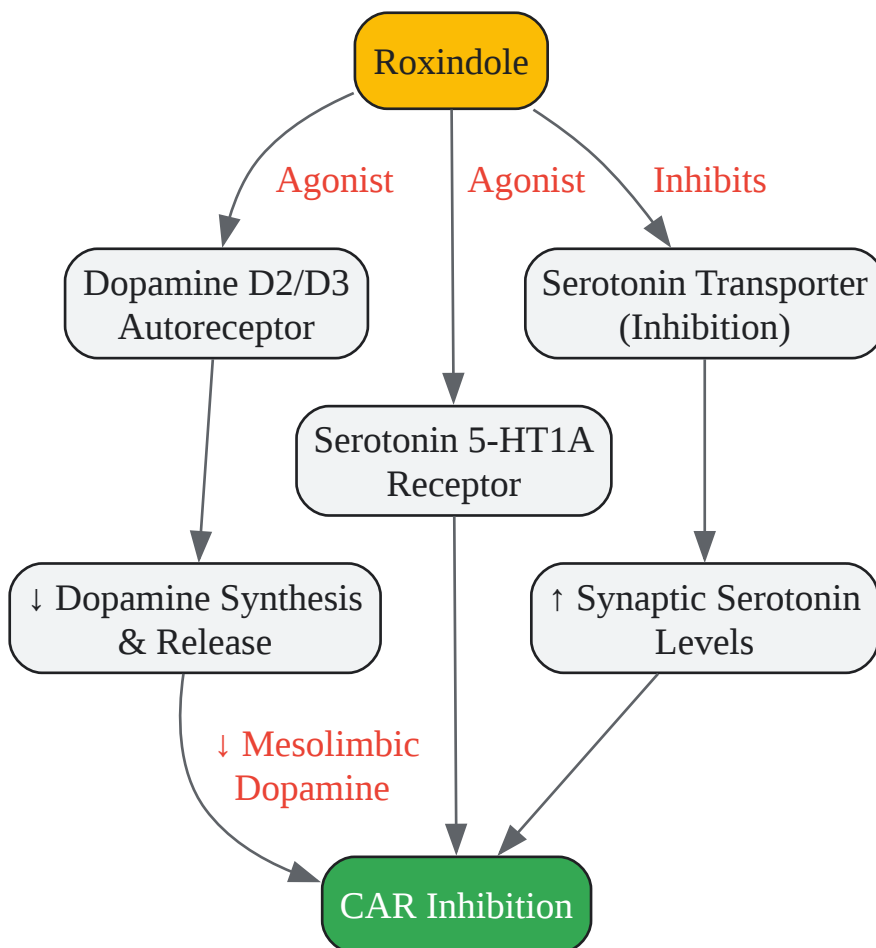 Roxindole
Agonist
Agonist
Inhibits
Dopamine D2/D3
Autoreceptor
Serotonin Transporter
(Inhibition)
Serotonin 5-HT1A
Receptor
↓ Dopamine Synthesis
& Release
↑ Synaptic Serotonin
Levels
↓ Mesolimbic
Dopamine
CAR Inhibition